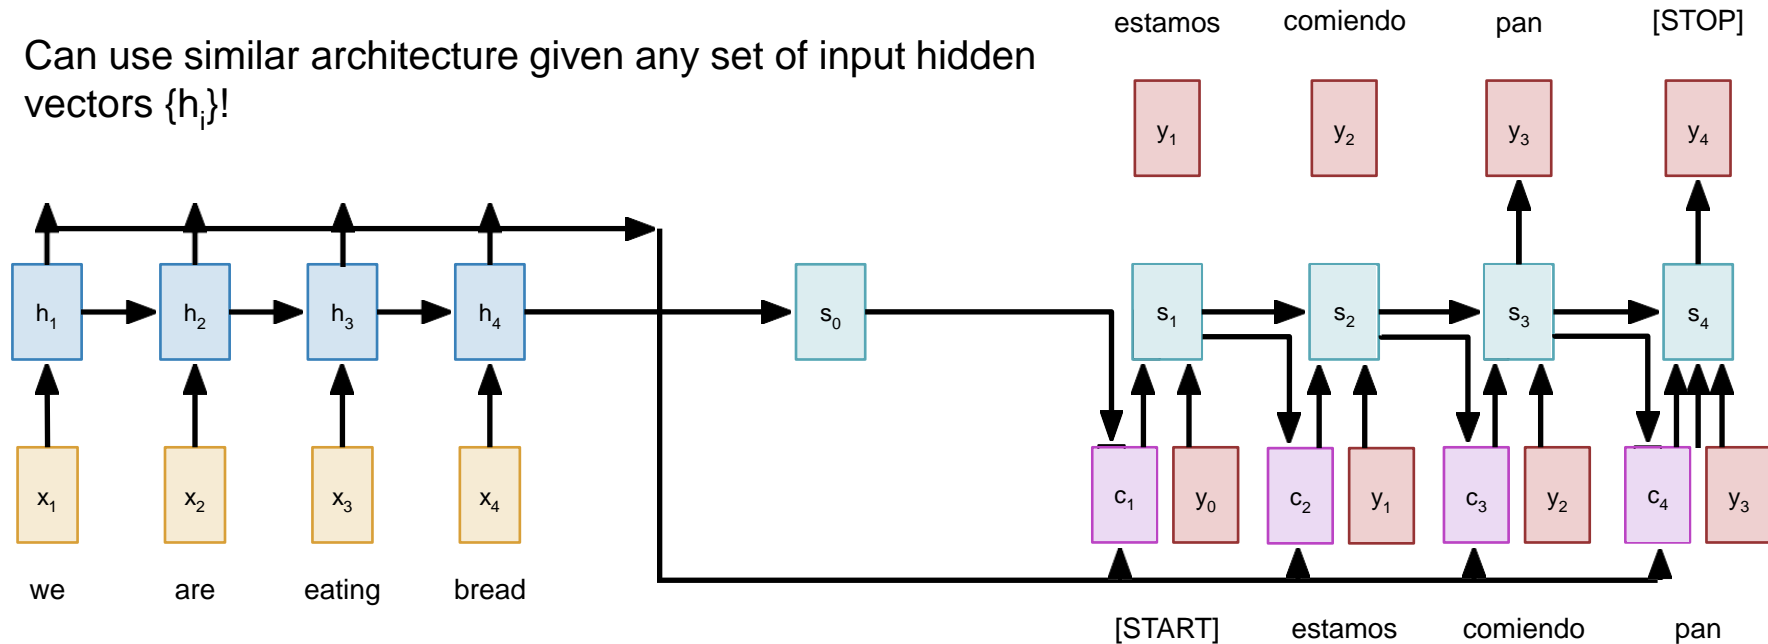 Can use similar architecture given any set of input hidden
vectors {hᵢ}!
estamos comiendo pan [STOP]
y₁ y₂ y₃ y₄
h₁ h₂ h₃ h₄ s₀ s₁ s₂ s₃ s₄
x₁ x₂ x₃ x₄ c₁ y₀ c₂ y₁ c₃ y₂ c₄ y₃
we are eating bread
[START] estamos comiendo pan